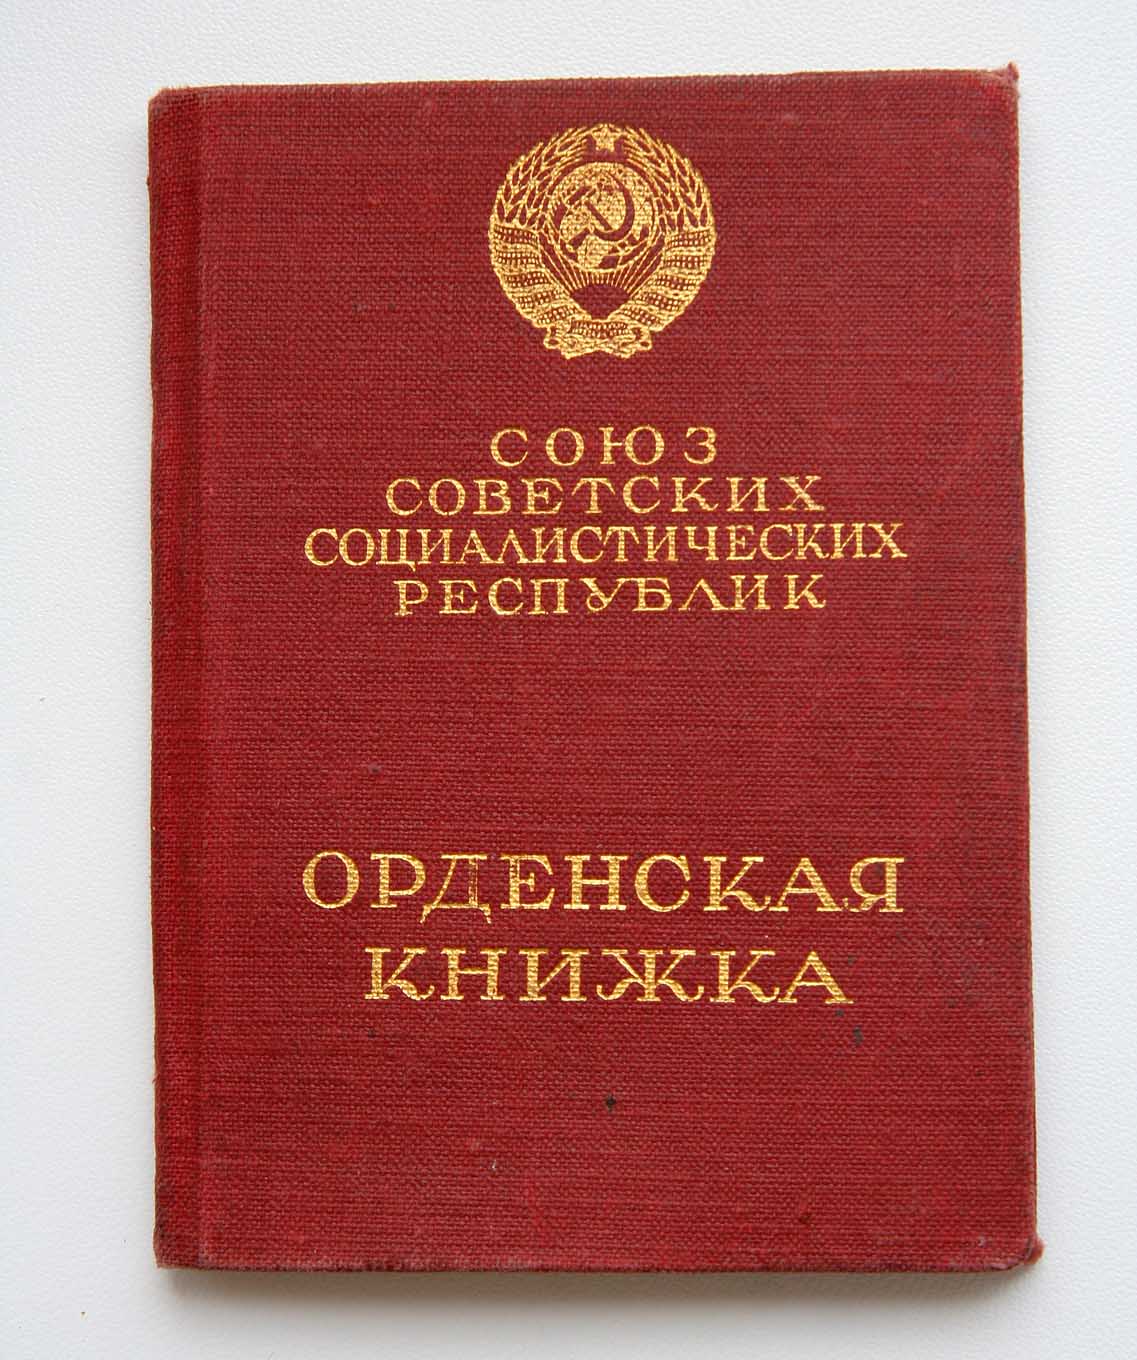 СОЮЗ
СОВЕТСКИХ
СОЦИАЛИСТИЧЕСКИХ
РЕСПУБЛИК
ОРДЕНСКАЯ
КНИЖКА